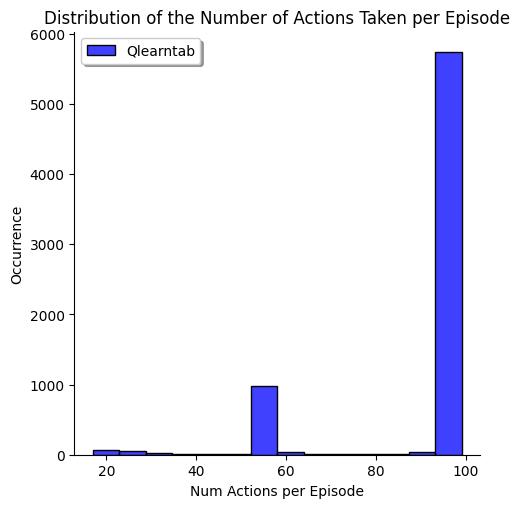 Distribution of the Number of Actions Taken per Episode
Qlearntab
6000
5000
4000
3000
2000
1000
0
Occurrence
20 40 60 80 100
Num Actions per Episode